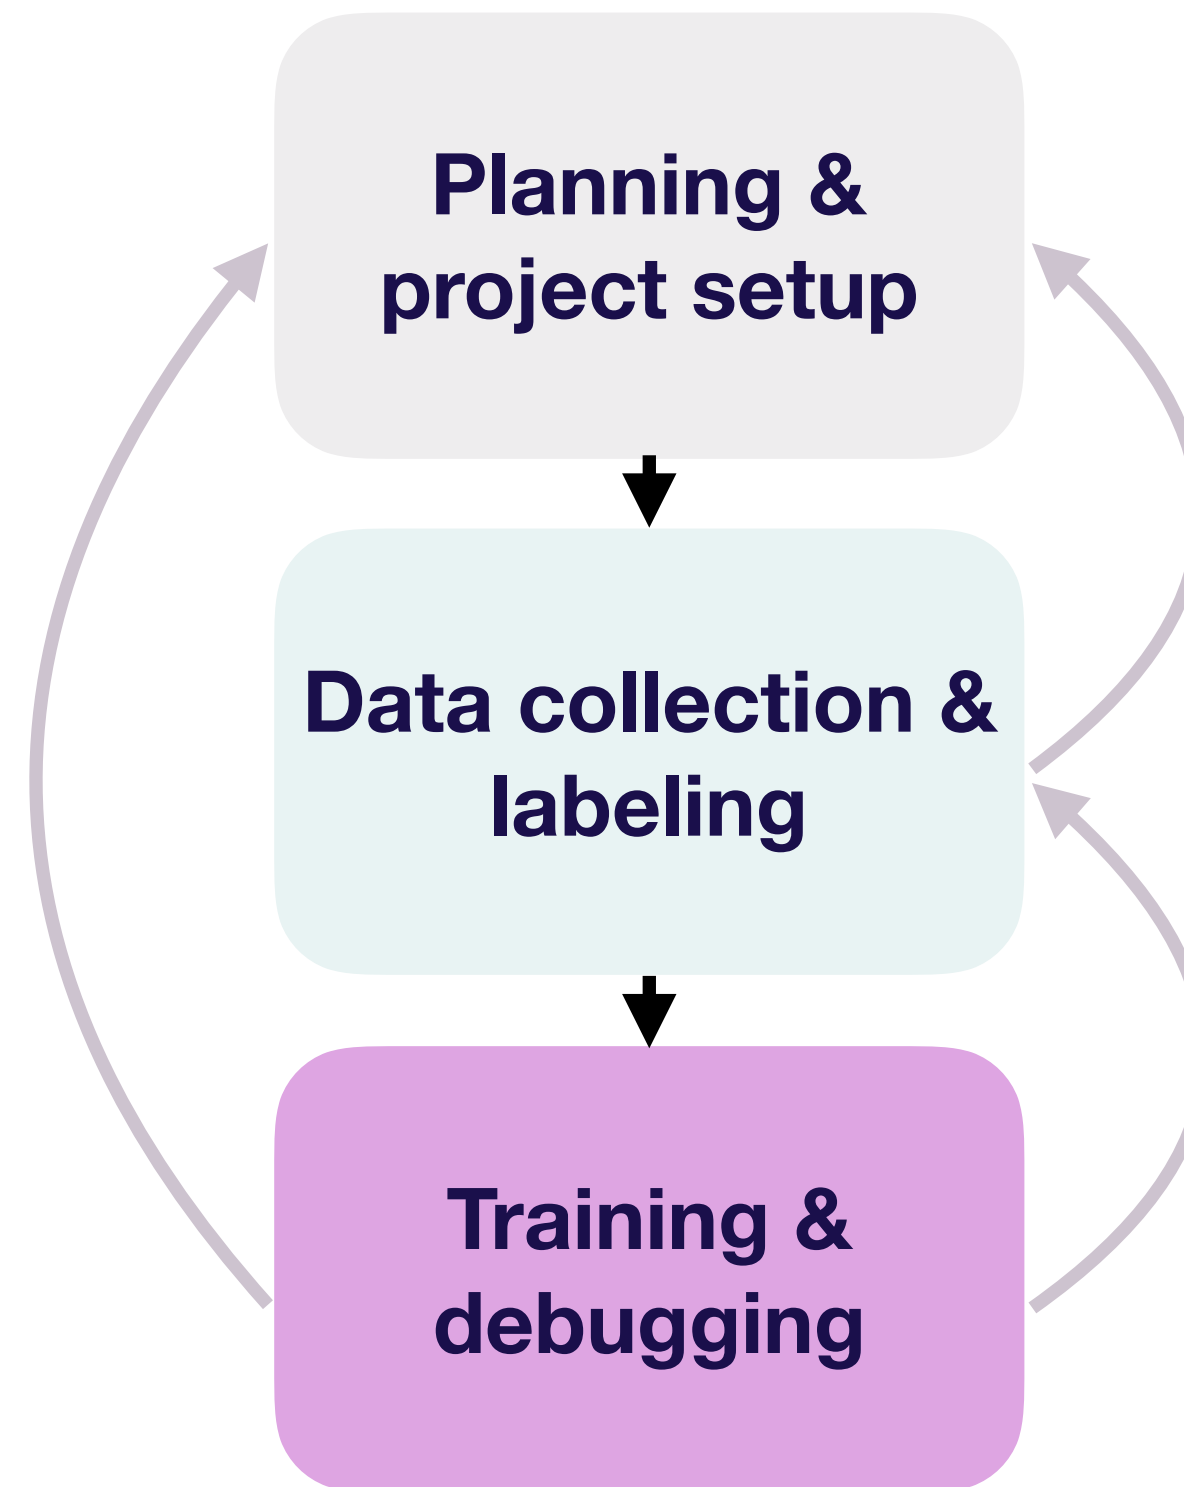 Planning &
project setup
Data collection &
labeling
Training &
debugging